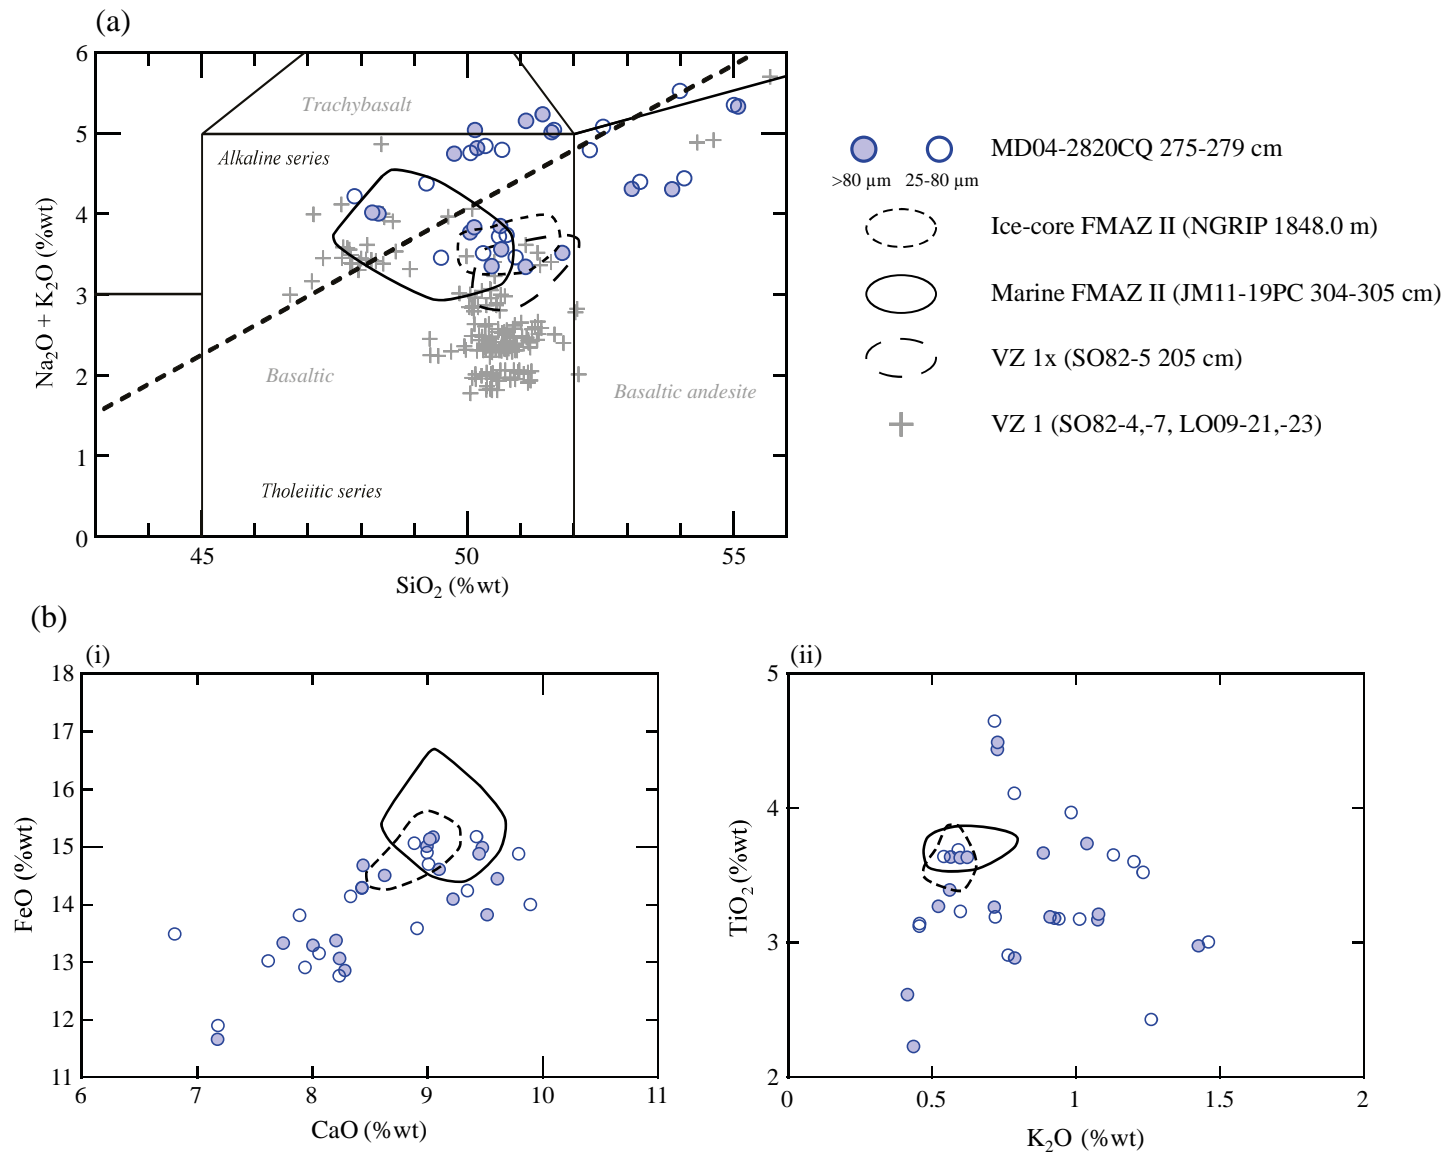 (a)
6
5
4
3
2
1
0
Na₂O + K₂O (%wt)
Trachybasalt
Alkaline series
Basaltic
Basaltic andesite
Tholeiitic series
45
50
55
SiO₂ (%wt)
MD04-2820CQ 275-279 cm
>80 µm 25-80 µm
Ice-core FMAZ II (NGRIP 1848.0 m)
Marine FMAZ II (JM11-19PC 304-305 cm)
VZ 1x (SO82-5 205 cm)
VZ 1 (SO82-4,-7, LO09-21,-23)
(b)
(i)
18
17
16
15
14
13
12
11
FeO (%wt)
6
7
8
9
10
11
CaO (%wt)
(ii)
5
4
3
2
TiO₂ (%wt)
0
0.5
1
1.5
2
K₂O (%wt)